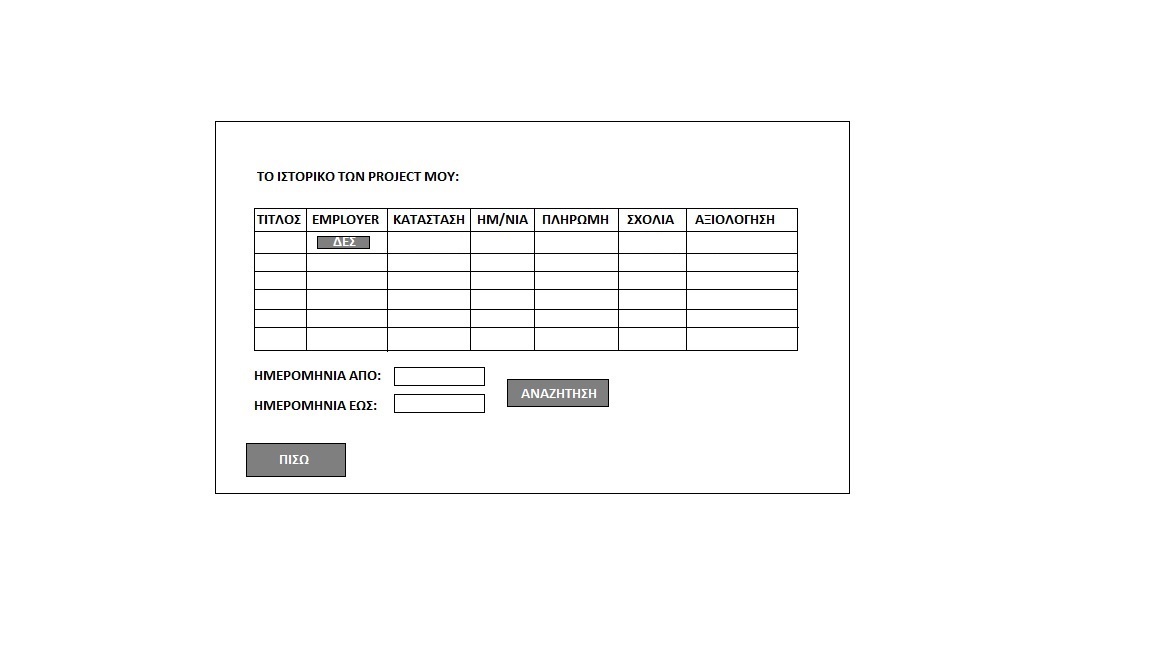 ΤΟ ΙΣΤΟΡΙΚΟ ΤΩΝ PROJECT ΜΟΥ:
ΤΙΤΛΟΣ EMPLOYER ΚΑΤΑΣΤΑΣΗ ΗΜ/ΝΙΑ ΠΛΗΡΩΜΗ ΣΧΟΛΙΑ ΑΞΙΟΛΟΓΗΣΗ
ΔΕΣ
ΗΜΕΡΟΜΗΝΙΑ ΑΠΟ:
ΑΝΑΖΗΤΗΣΗ
ΗΜΕΡΟΜΗΝΙΑ ΕΩΣ:
ΠΙΣΩ